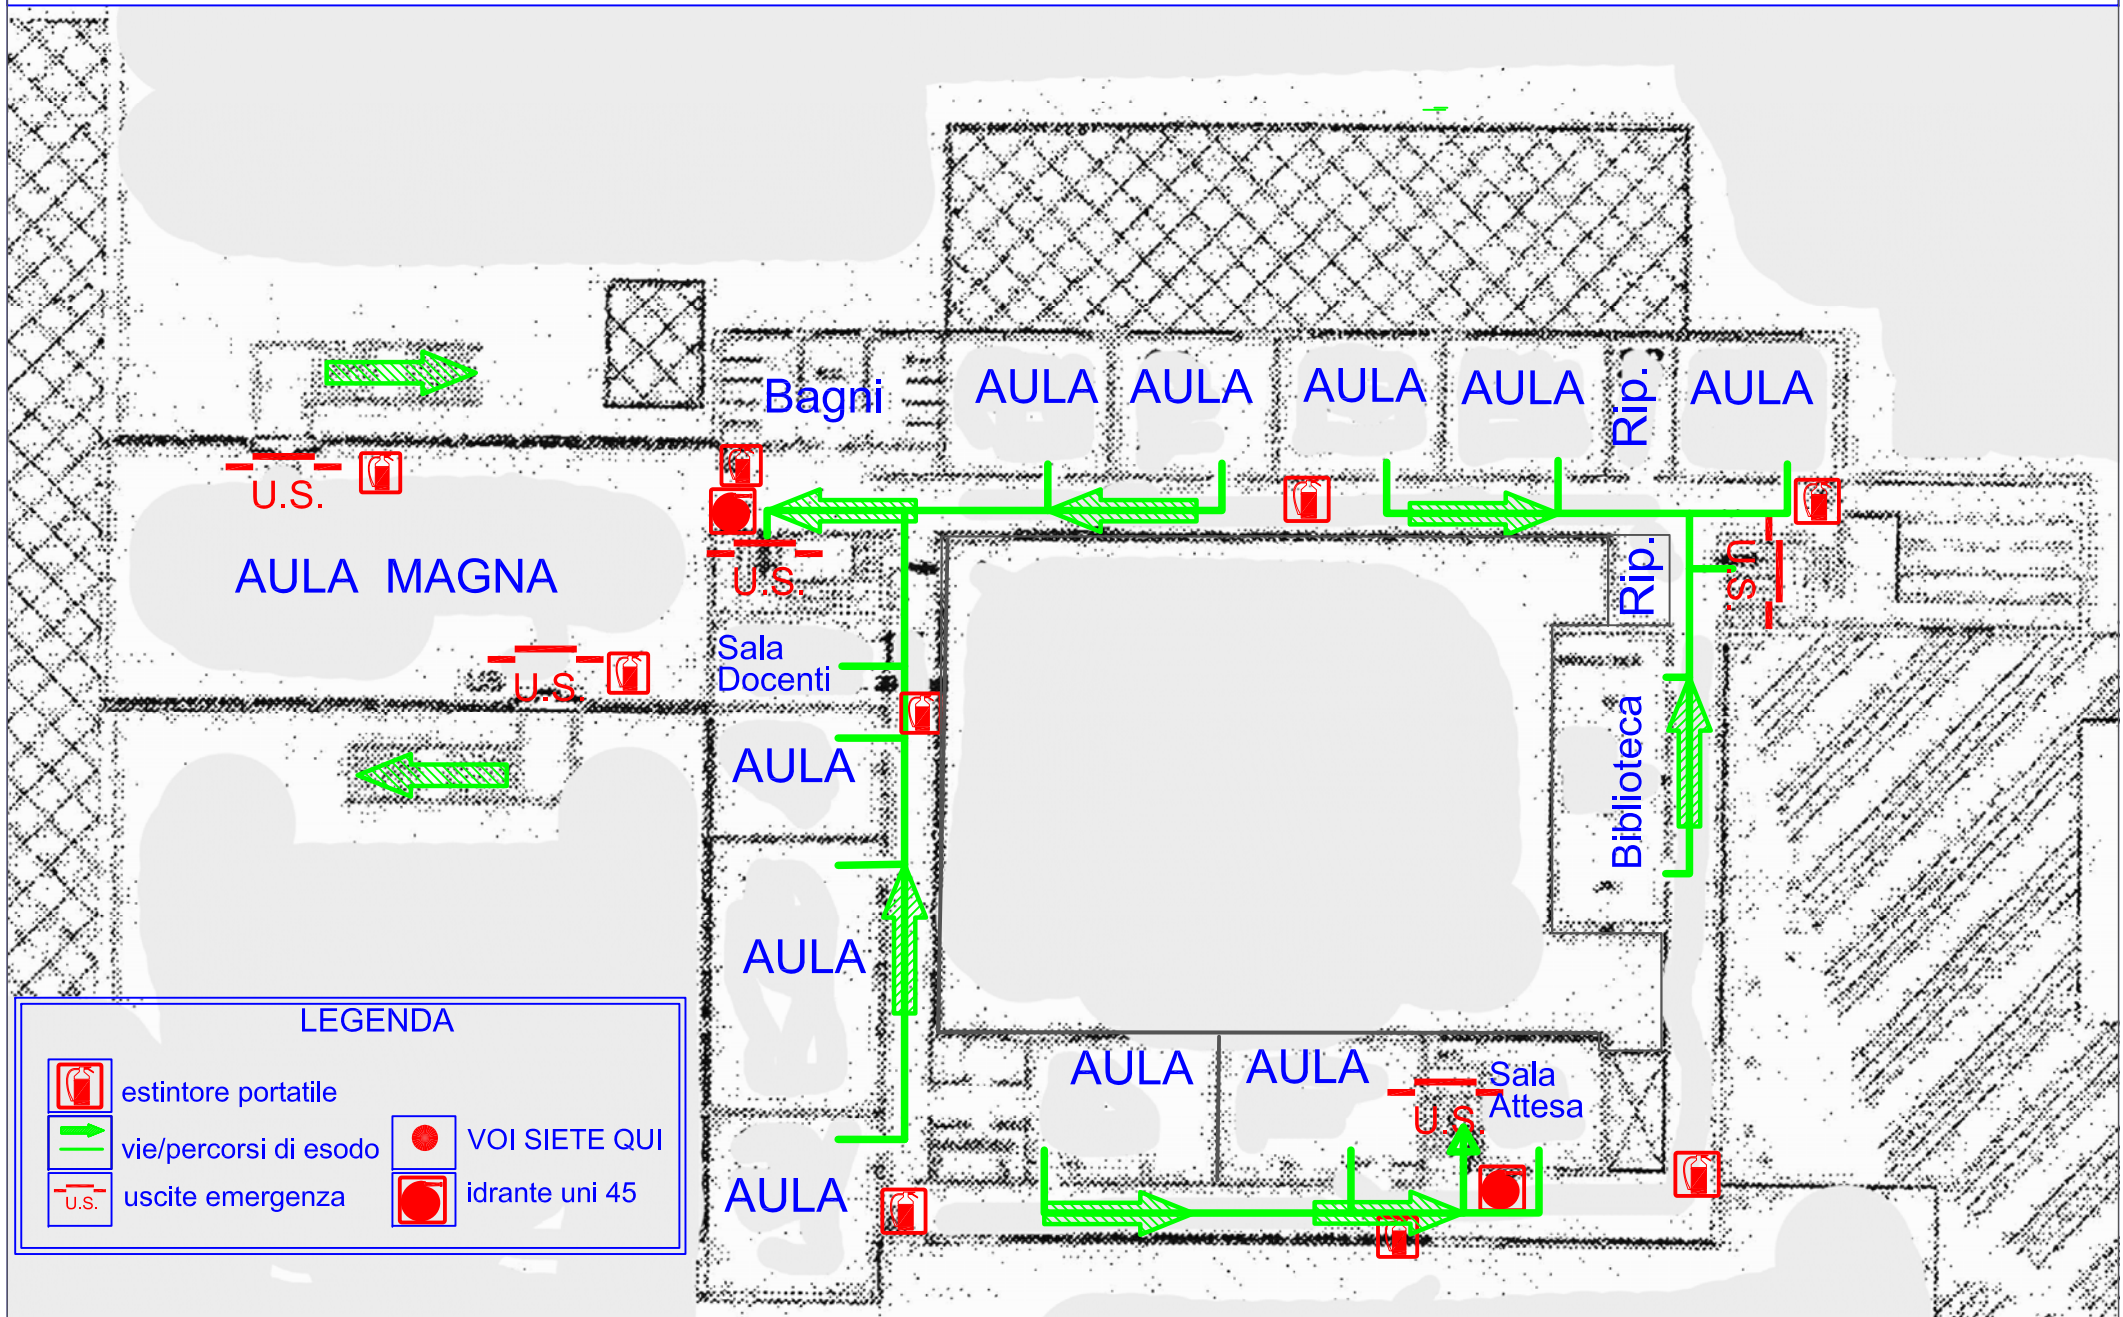 Bagni
AULA
AULA
AULA
AULA
Rip.
AULA
U.S.
AULA MAGNA
U.S.
U.S.
Rip.
Sala
Docenti
U.S.
AULA
Biblioteca
AULA
AULA
AULA
AULA
Sala
Attesa
U.S.
LEGENDA
estintore portatile
vie/percorsi di esodo
VOI SIETE QUI
U.S.
uscite emergenza
idrante uni 45